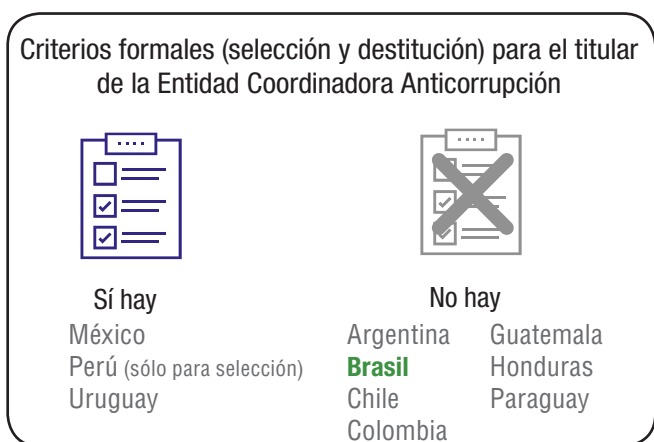 Criterios formales (selección y destitución) para el titular
de la Entidad Coordinadora Anticorrupción
Sí hay
México
Perú (sólo para selección)
Uruguay
No hay
Argentina
Brasil
Chile
Colombia
Guatemala
Honduras
Paraguay